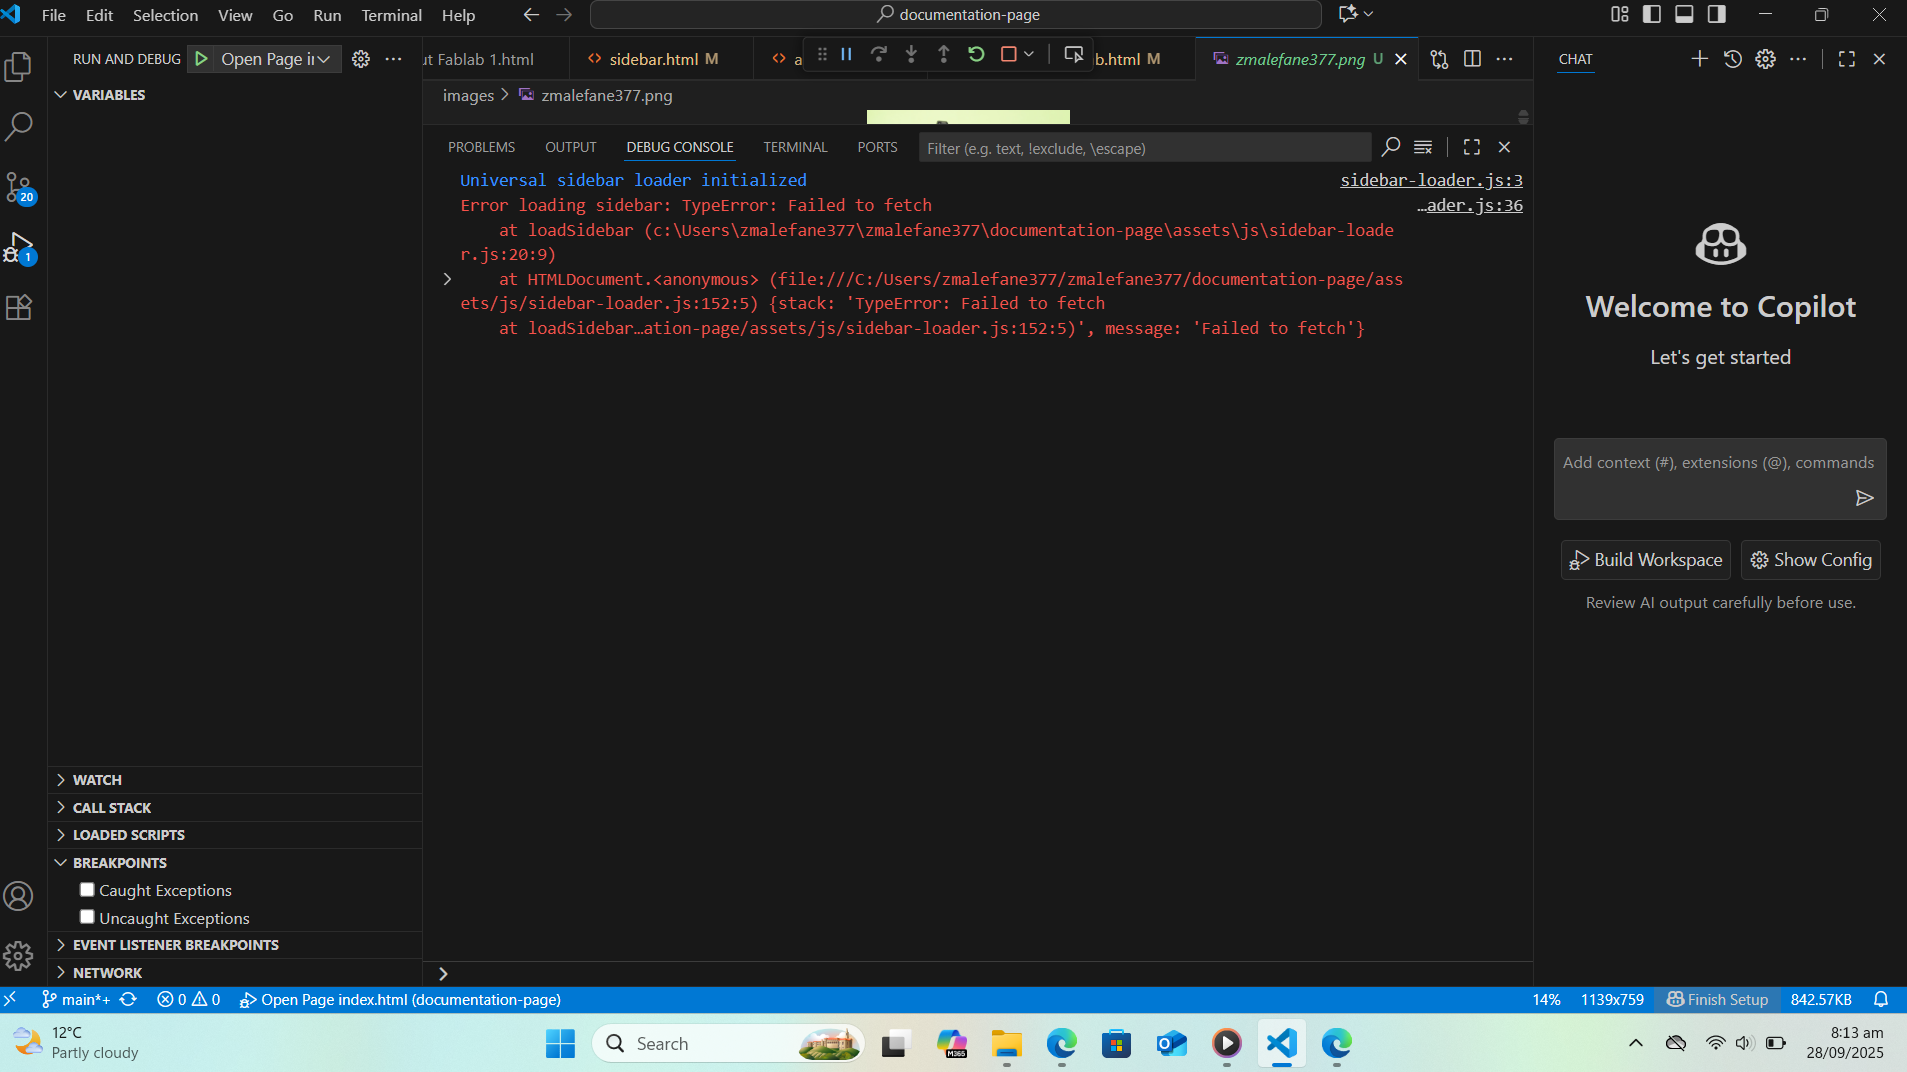 File Edit Selection View Go Run Terminal Help
documentation-page
RUN AND DEBUG
Open Page i
ut Fablab 1.html
sidebar.html M
b.html M
zmalefane377.png U
CHAT
VARIABLES
images > zmalefane377.png
PROBLEMS OUTPUT DEBUG CONSOLE TERMINAL PORTS
Filter (e.g. text, !exclude, \escape)
Universal sidebar loader initialized sidebar-loader.js:3
Error loading sidebar: TypeError: Failed to fetch …ader.js:36
at loadSidebar (c:\Users\zmalefane377\zmalefane377\documentation-page\assets\js\sidebar-loade
r.js:20:9)
at HTMLDocument.<anonymous> (file:///C:/Users/zmalefane377/zmalefane377/documentation-page/ass
ets/js/sidebar-loader.js:152:5) {stack: 'TypeError: Failed to fetch
at loadSidebar…ation-page/assets/js/sidebar-loader.js:152:5)', message: 'Failed to fetch'}
20
1
Welcome to Copilot
Let's get started
Add context (#), extensions (@), commands
Build Workspace
Show Config
Review AI output carefully before use.
WATCH
CALL STACK
LOADED SCRIPTS
BREAKPOINTS
Caught Exceptions
Uncaught Exceptions
EVENT LISTENER BREAKPOINTS
NETWORK
main*+ 0 0 Open Page index.html (documentation-page)
14% 1139x759 Finish Setup 842.57KB
12°C
Partly cloudy
Search
M365
8:13 am
28/09/2025